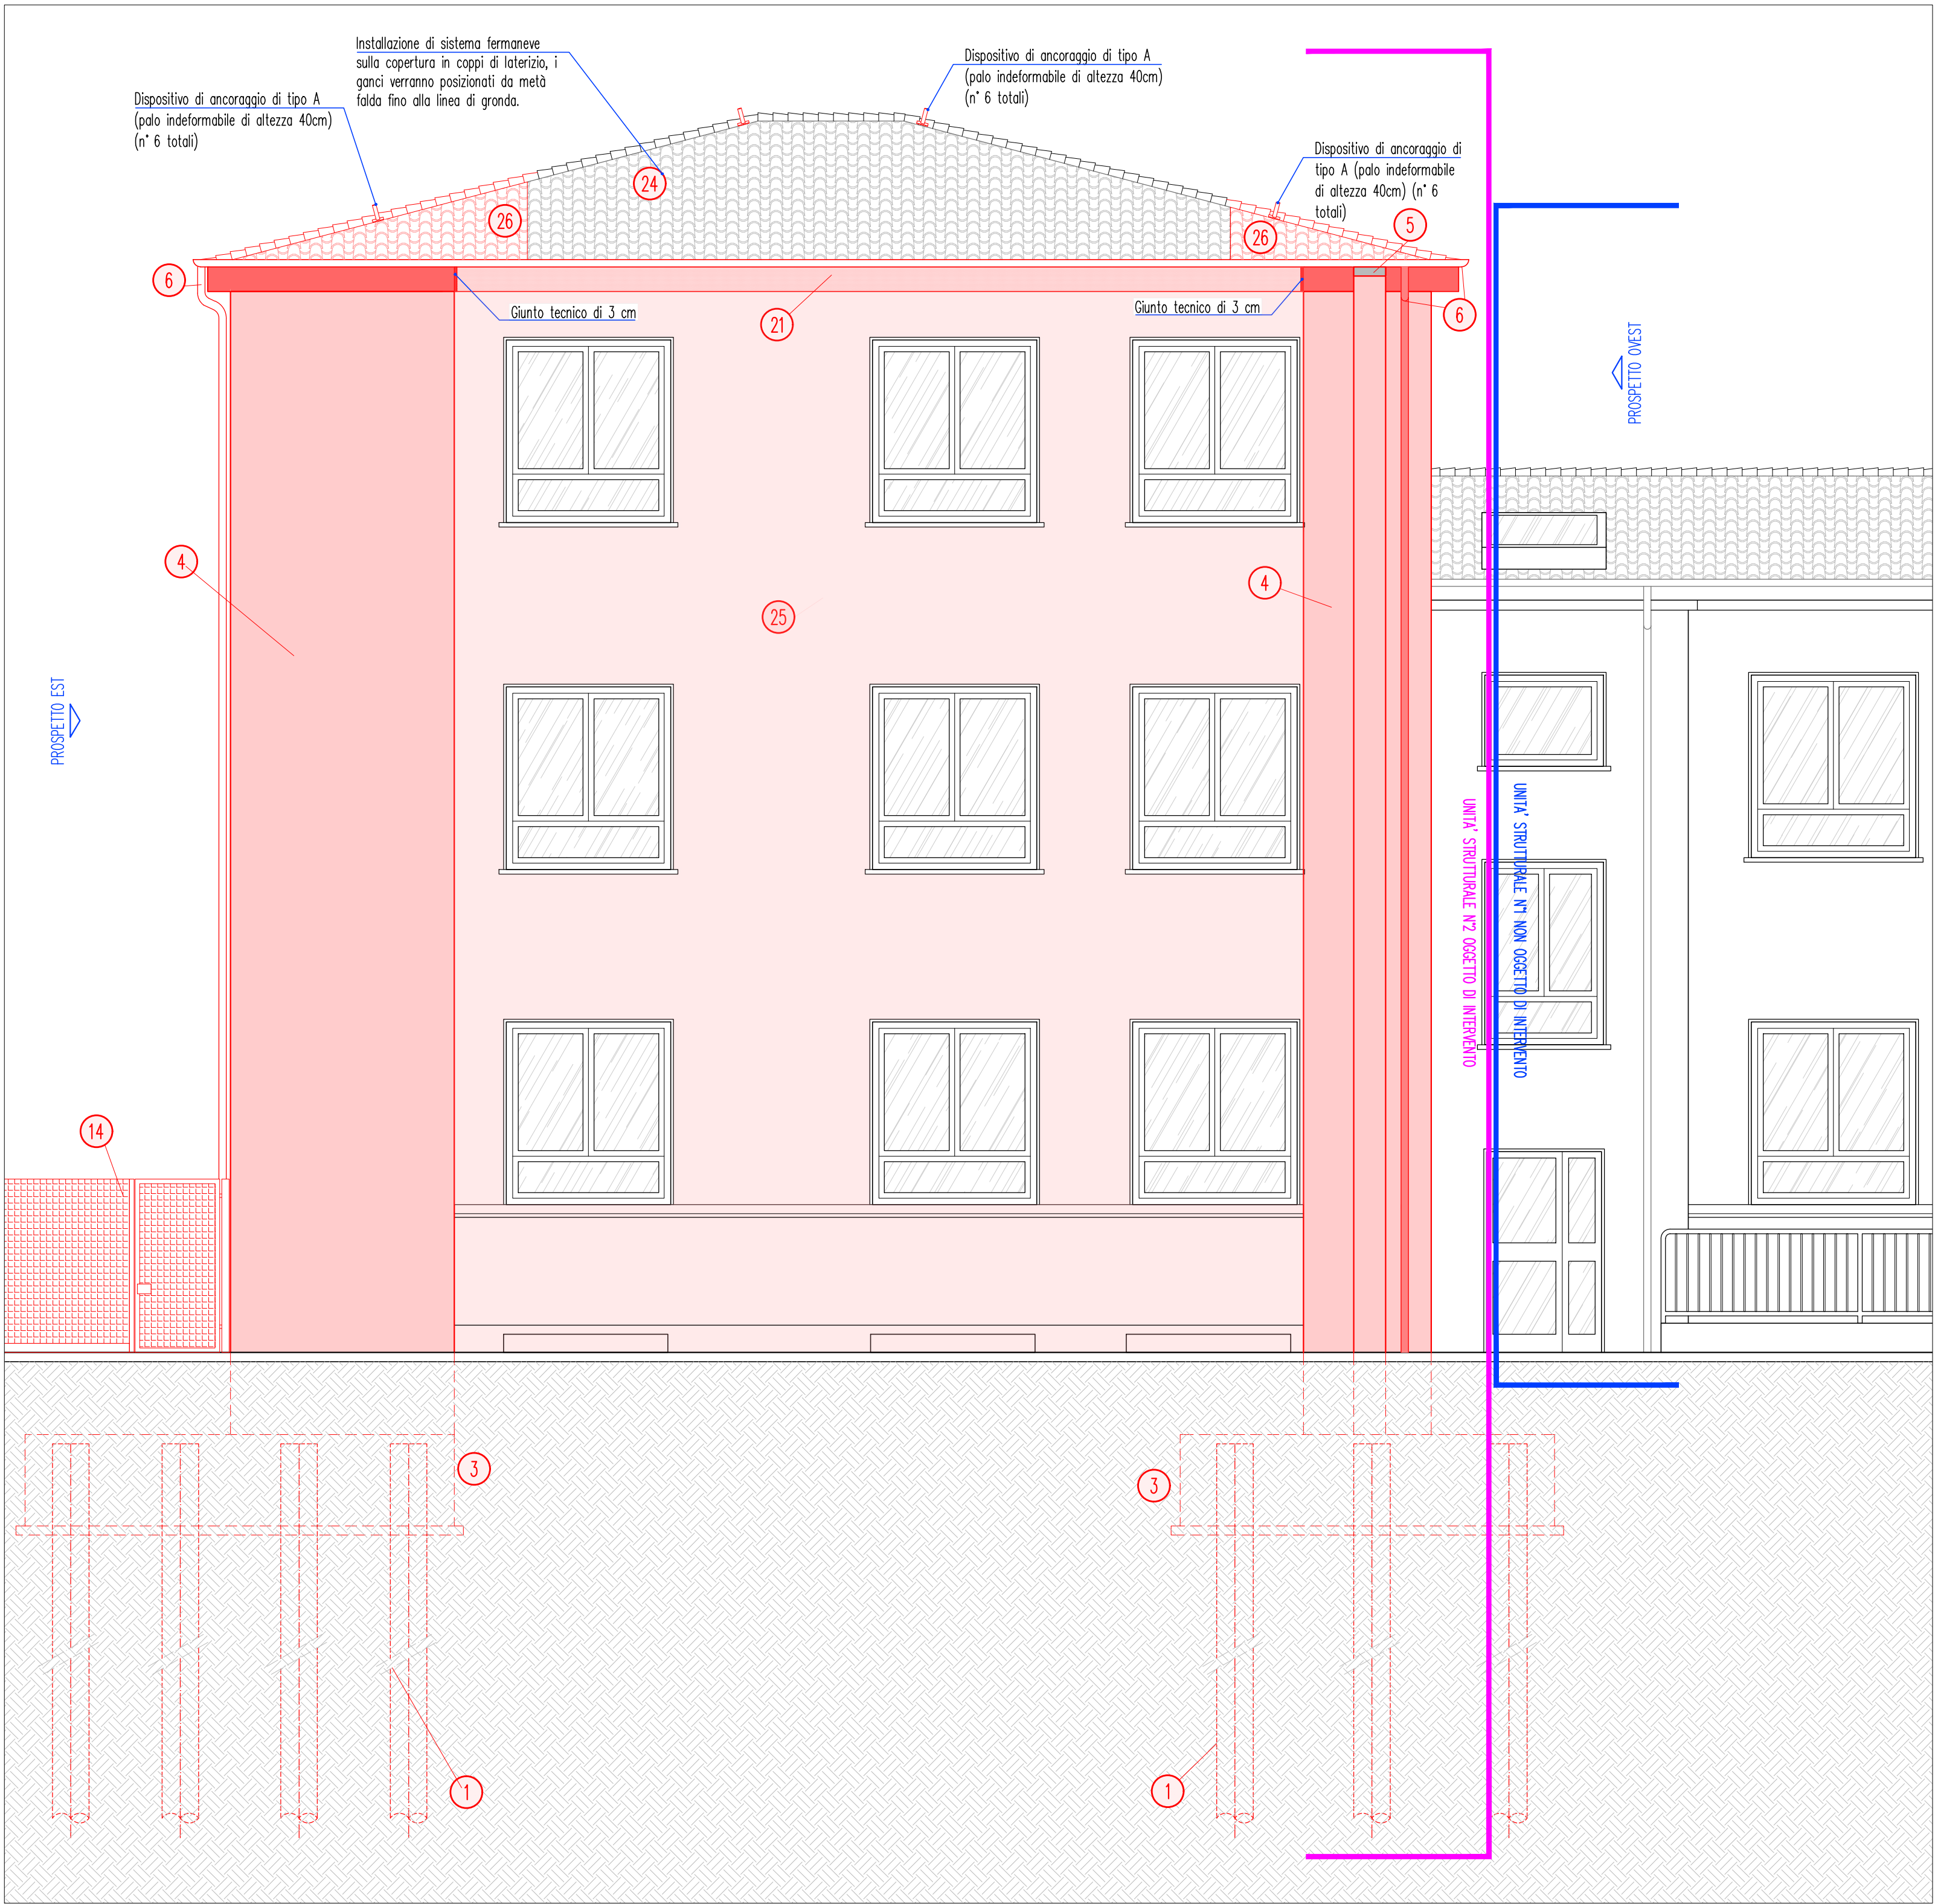 Installazione di sistema fermaneve
sulla copertura in coppi di laterizio, i
ganci verranno posizionati da metà
falda fino alla linea di gronda.
Dispositivo di ancoraggio di tipo A
(palo indeformabile di altezza 40cm)
(n° 6 totali)
Dispositivo di ancoraggio di tipo A
(palo indeformabile di altezza 40cm)
(n° 6 totali)
Dispositivo di ancoraggio di
tipo A (palo indeformabile
di altezza 40cm) (n° 6
totali)
24
26
26
5
6
Giunto tecnico di 3 cm
21
Giunto tecnico di 3 cm
6
PROSPETTO OVEST
4
4
25
PROSPETTO EST
UNITA' STRUTTURALE N°2 OGGETTO DI INTERVENTO
UNITA' STRUTTURALE N°1 NON OGGETTO DI INTERVENTO
14
3
3
1
1